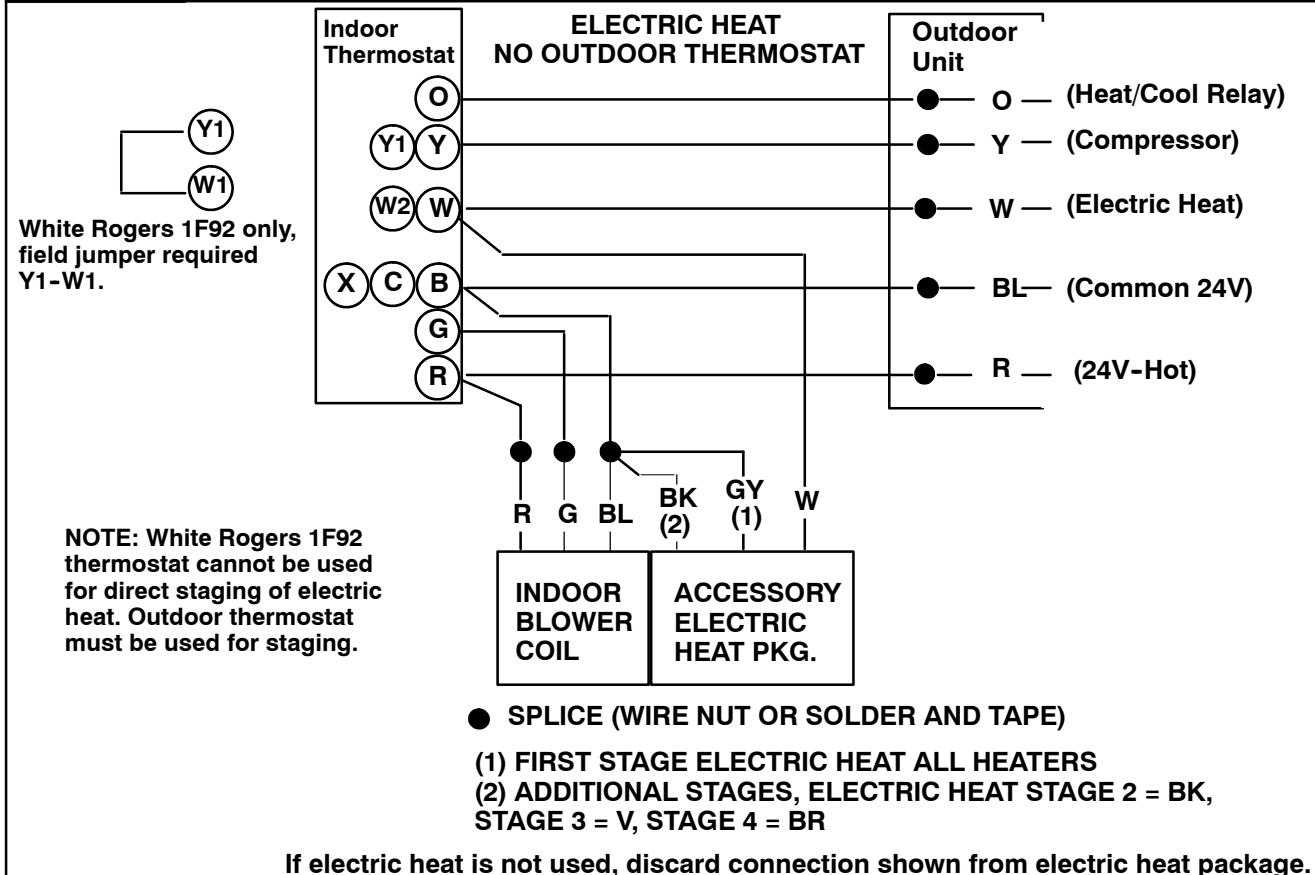 Indoor
Thermostat
ELECTRIC HEAT
NO OUTDOOR THERMOSTAT
Outdoor
Unit
O
O
(Heat/Cool Relay)
Y1
Y1
Y
Y
(Compressor)
W1
W2
W
W
(Electric Heat)
White Rogers 1F92 only,
field jumper required
Y1-W1.
X
C
B
BL
(Common 24V)
G
R
R
(24V-Hot)
R
G
BL
BK
(2)
GY
(1)
W
NOTE: White Rogers 1F92
thermostat cannot be used
for direct staging of electric
heat. Outdoor thermostat
must be used for staging.
INDOOR
BLOWER
COIL
ACCESSORY
ELECTRIC
HEAT PKG.
SPLICE (WIRE NUT OR SOLDER AND TAPE)
(1) FIRST STAGE ELECTRIC HEAT ALL HEATERS
(2) ADDITIONAL STAGES, ELECTRIC HEAT STAGE 2 = BK,
STAGE 3 = V, STAGE 4 = BR
If electric heat is not used, discard connection shown from electric heat package.